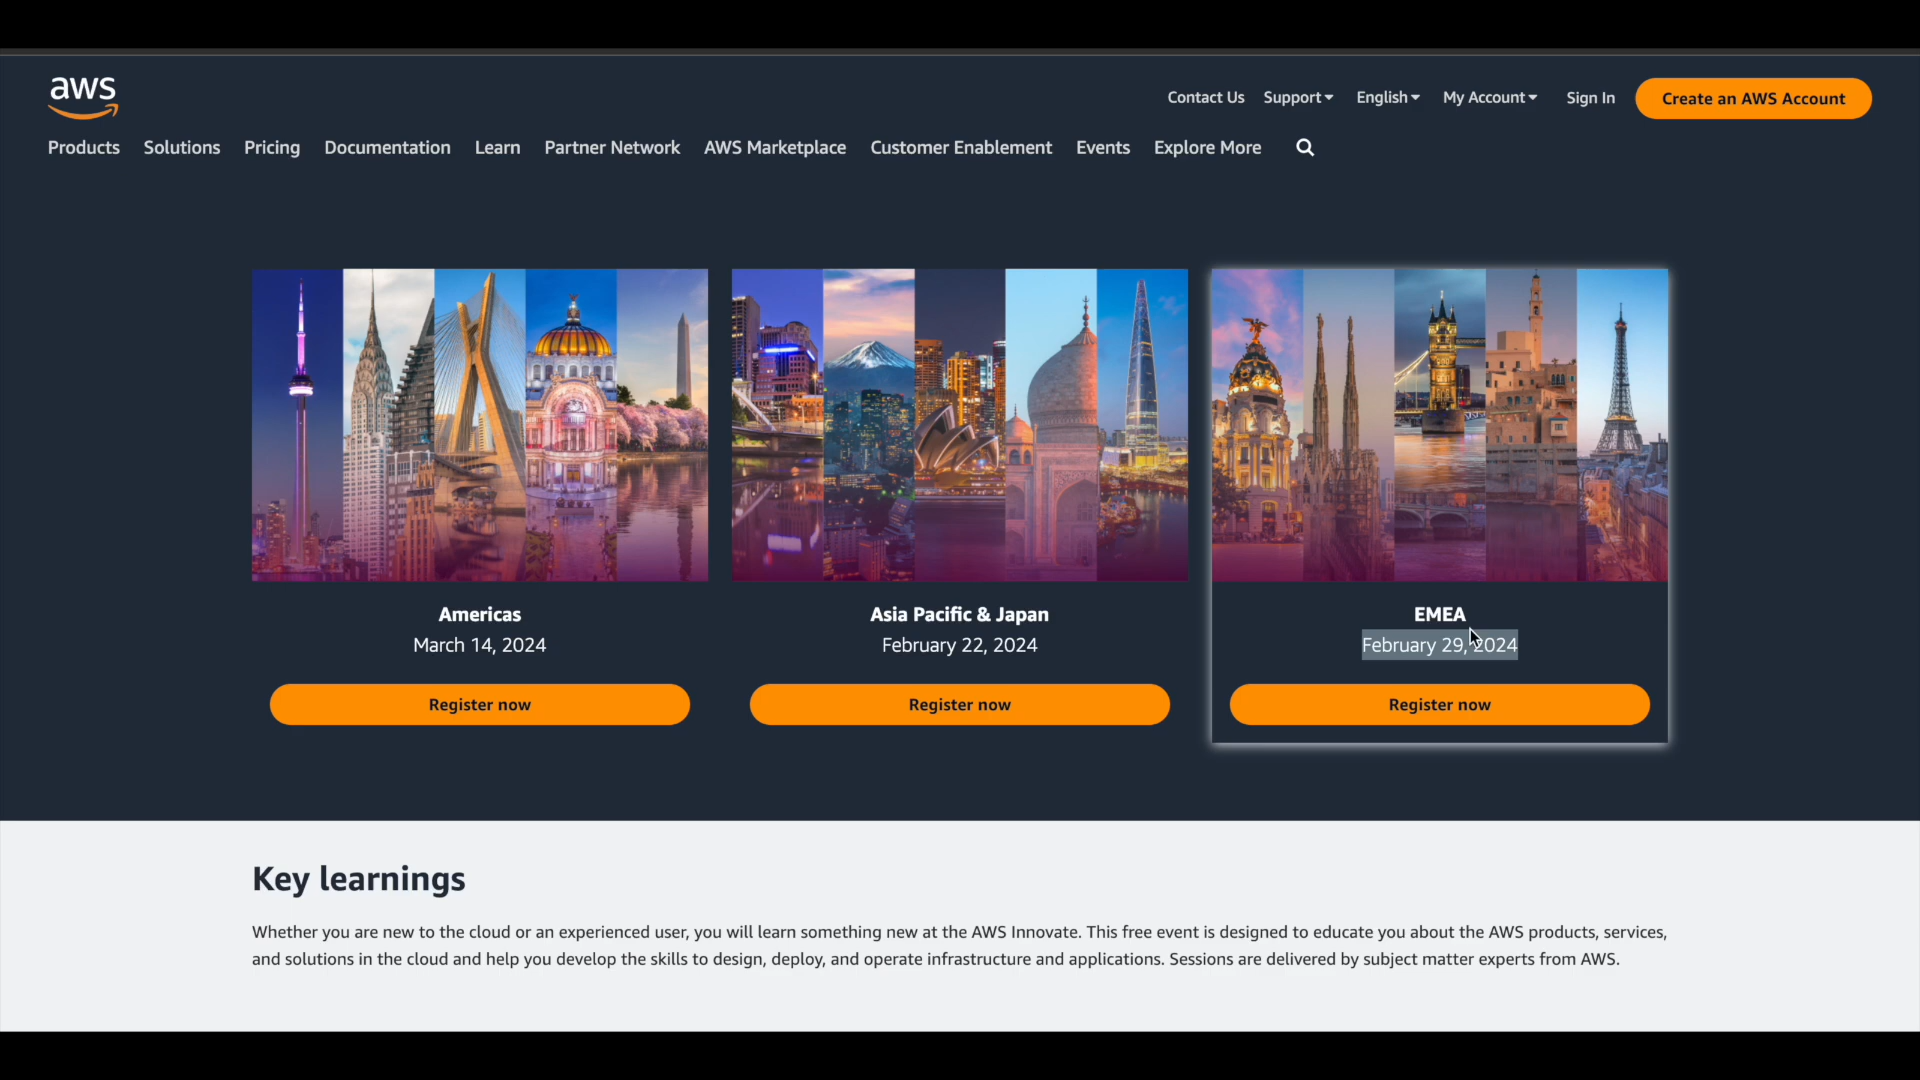 aws
Contact Us Support English My Account Sign In Create an AWS Account
Products Solutions Pricing Documentation Learn Partner Network AWS Marketplace Customer Enablement Events Explore More
Americas
March 14, 2024
Register now
Asia Pacific & Japan
February 22, 2024
Register now
EMEA
February 29, 2024
Register now
Key learnings
Whether you are new to the cloud or an experienced user, you will learn something new at the AWS Innovate. This free event is designed to educate you about the AWS products, services,
and solutions in the cloud and help you develop the skills to design, deploy, and operate infrastructure and applications. Sessions are delivered by subject matter experts from AWS.